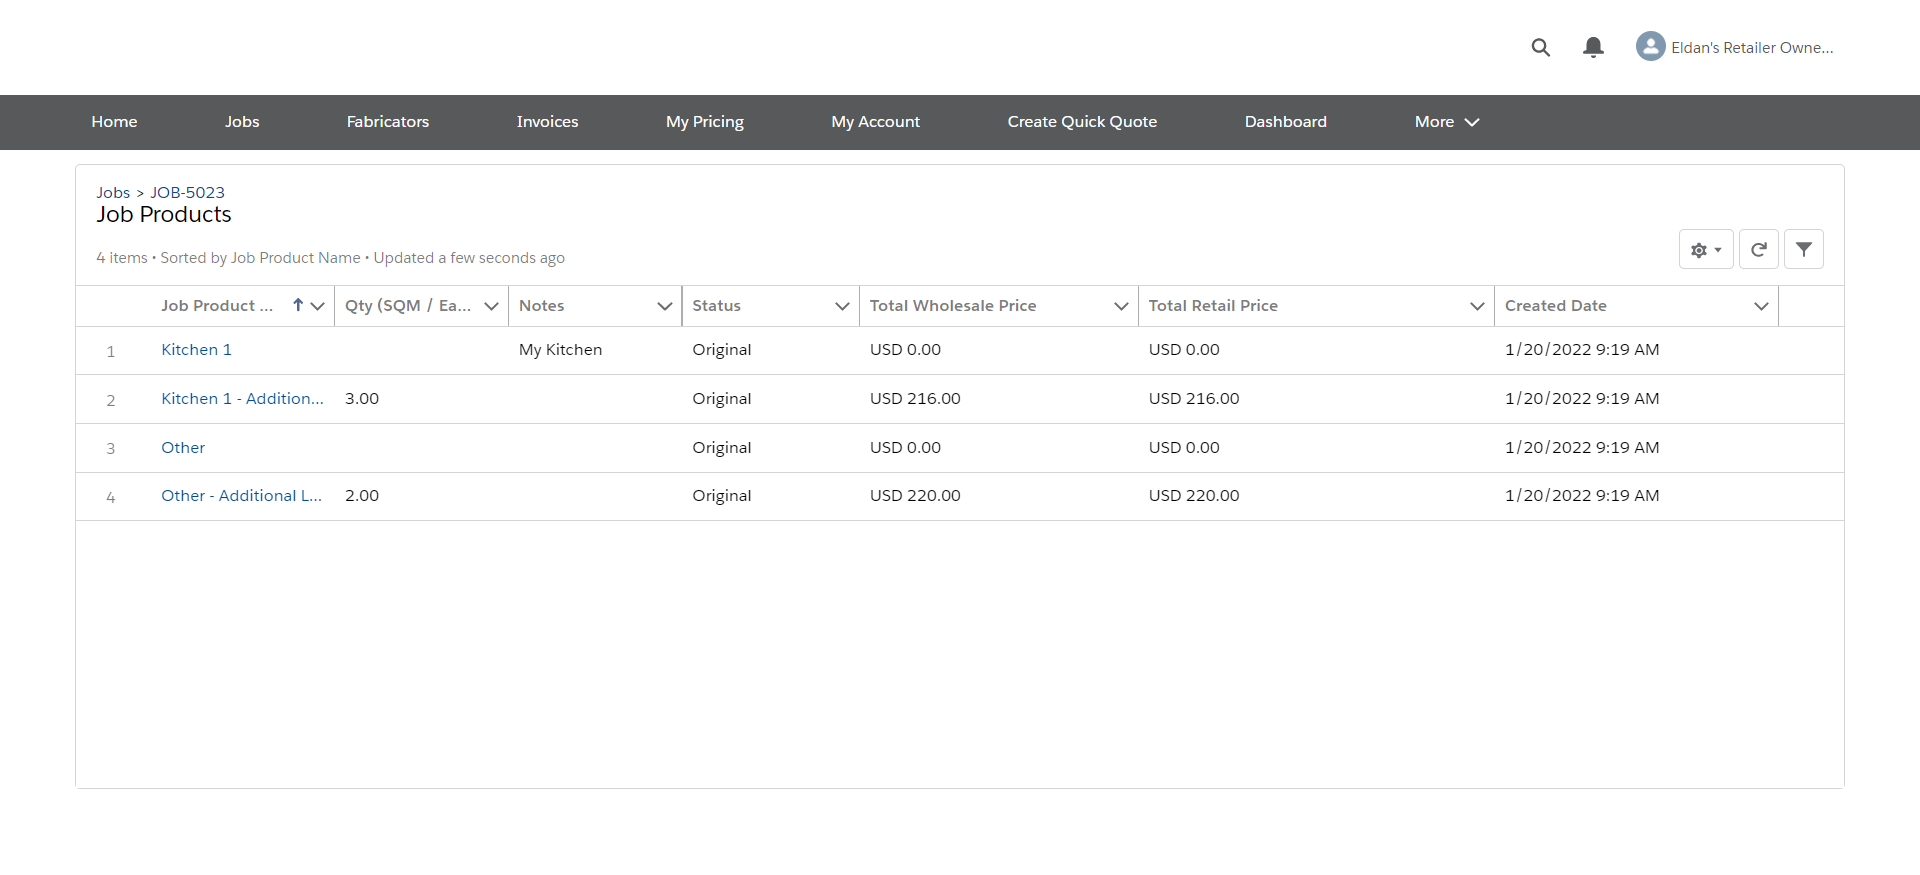 Eldan's Retailer Owne...
Home Jobs Fabricators Invoices My Pricing My Account Create Quick Quote Dashboard More
Jobs > JOB-5023
Job Products
4 items • Sorted by Job Product Name • Updated a few seconds ago
Job Product ... Qty (SQM / Ea... Notes Status Total Wholesale Price Total Retail Price Created Date
1 Kitchen 1 My Kitchen Original USD 0.00 USD 0.00 1/20/2022 9:19 AM
2 Kitchen 1 - Addition... 3.00 Original USD 216.00 USD 216.00 1/20/2022 9:19 AM
3 Other Original USD 0.00 USD 0.00 1/20/2022 9:19 AM
4 Other - Additional L... 2.00 Original USD 220.00 USD 220.00 1/20/2022 9:19 AM